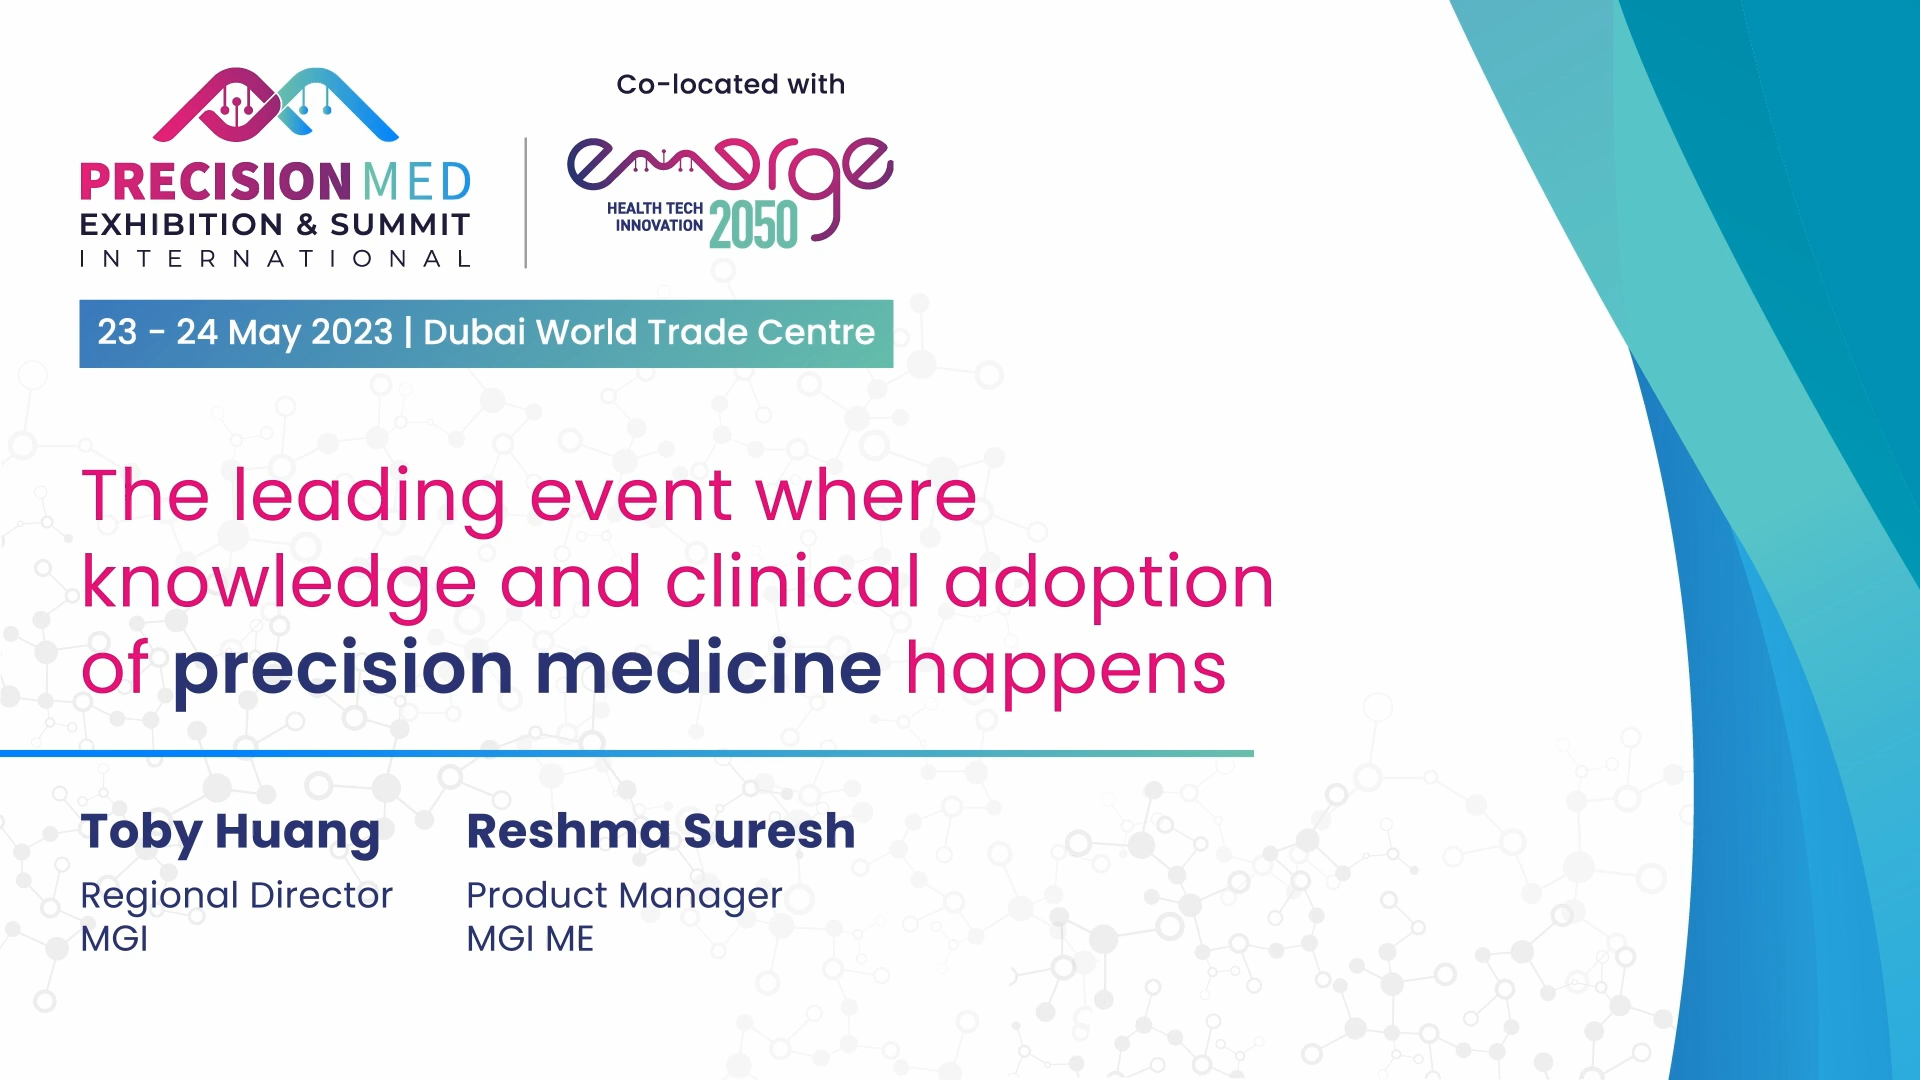 PRECISIONMED
EXHIBITION & SUMMIT
INTERNATIONAL
Co-located with
emerge
HEALTH TECH
INNOVATION
2050
23 - 24 May 2023 | Dubai World Trade Centre
The leading event where
knowledge and clinical adoption
of precision medicine happens
Toby Huang
Regional Director
MGI
Reshma Suresh
Product Manager
MGI ME